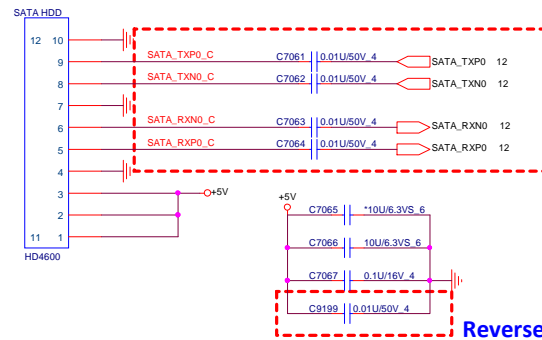 SATA HDD
12 10
9 SATA_TXP0_C C7061 0.01U/50V_4 SATA_TXP0 12
8 SATA_TXN0_C C7062 0.01U/50V_4 SATA_TXN0 12
7
6 SATA_RXN0_C C7063 0.01U/50V_4 SATA_RXN0 12
5 SATA_RXP0_C C7064 0.01U/50V_4 SATA_RXP0 12
4
3 +5V
2
11 1
HD4600
+5V
C7065 *10U/6.3VS_6
C7066 10U/6.3VS_6
C7067 0.1U/16V_4
C9199 0.01U/50V_4
Reverse